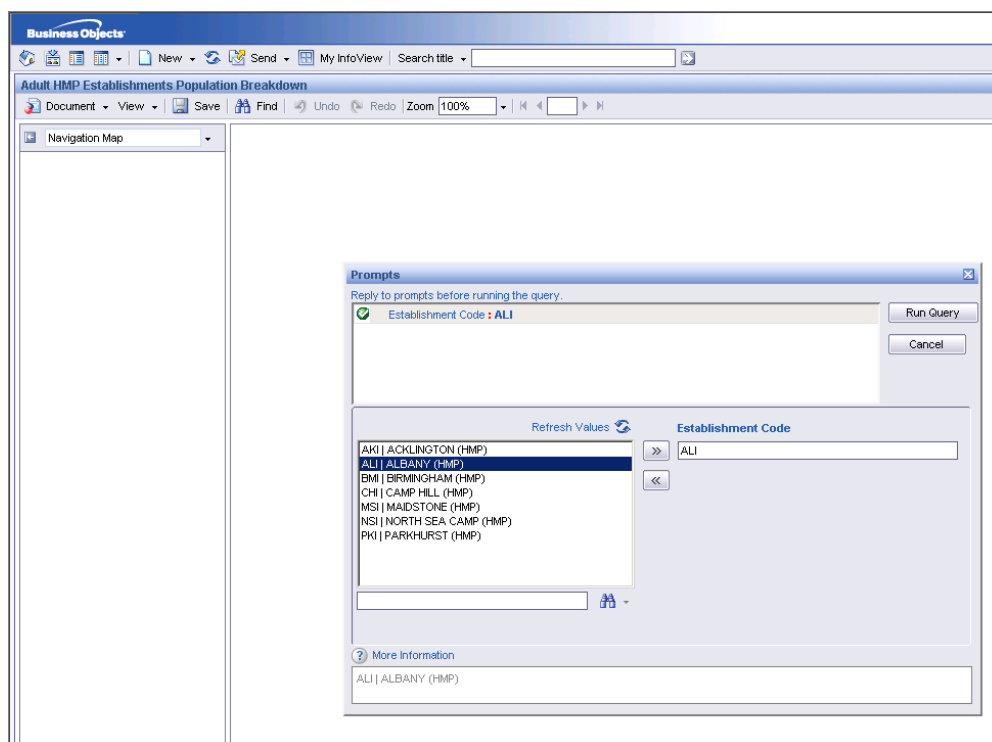 Business Objects
New Send My InfoView Search title
Adult HMP Establishments Population Breakdown
Document View Save Find Undo Redo Zoom 100%
Navigation Map
Prompts
Reply to prompts before running the query.
Establishment Code : ALI
Run Query
Cancel
Refresh Values
Establishment Code
AKI | ACKLINGTON (HMP)
ALI
ALI | ALBANY (HMP)
BMI | BIRMINGHAM (HMP)
CHI | CAMP HILL (HMP)
MSI | MAIDSTONE (HMP)
NSI | NORTH SEA CAMP (HMP)
PKI | PARKHURST (HMP)
More Information
ALI | ALBANY (HMP)